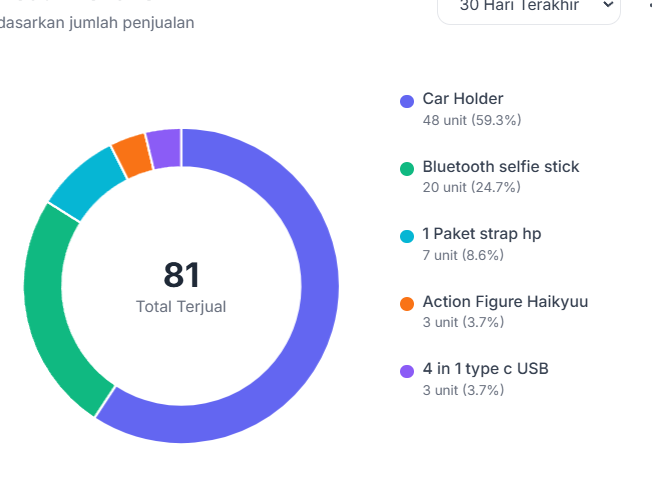 dasarkan jumlah penjualan
30 Hari Terakhir
Car Holder
48 unit (59.3%)
Bluetooth selfie stick
20 unit (24.7%)
1 Paket strap hp
7 unit (8.6%)
Action Figure Haikyuu
3 unit (3.7%)
4 in 1 type c USB
3 unit (3.7%)
81
Total Terjual